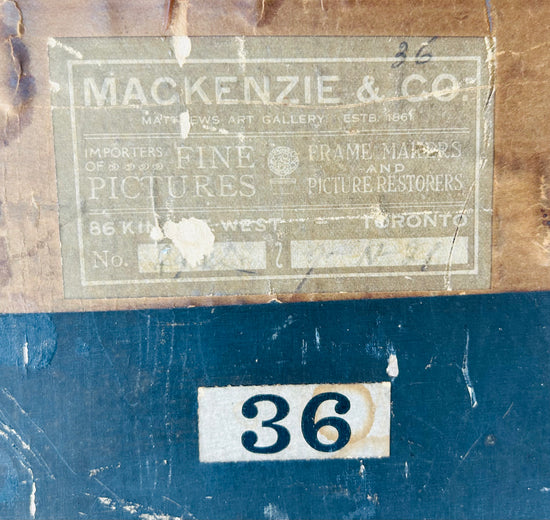 36
MACKENZIE & CO.
MATTHEWS ART GALLERY ESTB. 1861
IMPORTERS OF FINE PICTURES
FRAME MAKERS AND PICTURE RESTORERS
86 WEST TORONTO
No.
36